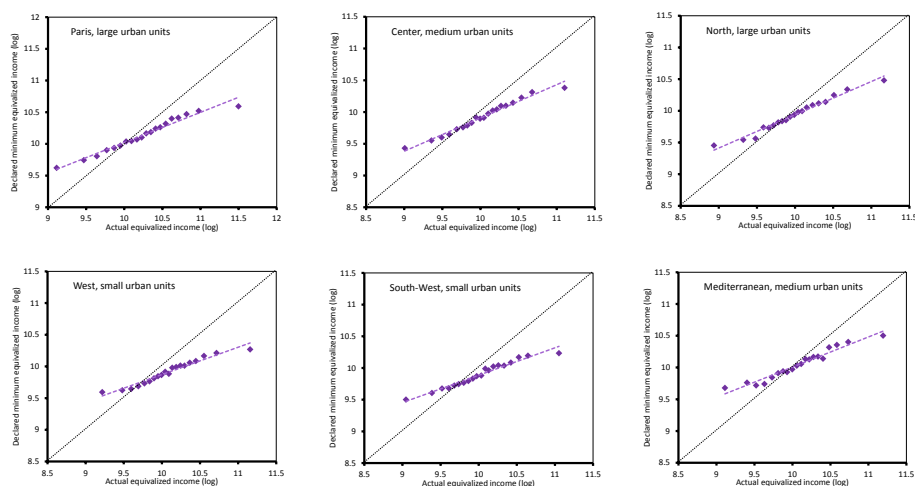 Paris, large urban units
Declared minimum equivalized income (log)
12
11.5
11
10.5
10
9.5
9
9 9.5 10 10.5 11 11.5 12
Actual equivalized income (log)
Center, medium urban units
Declared minimum equivalized income (log)
11.5
11
10.5
10
9.5
9
8.5
8.5 9 9.5 10 10.5 11 11.5
Actual equivalized income (log)
North, large urban units
Declared minimum equivalized income (log)
11.5
11
10.5
10
9.5
9
8.5
8.5 9 9.5 10 10.5 11 11.5
Actual equivalized income (log)
West, small urban units
Declared minimum equivalized income (log)
11.5
11
10.5
10
9.5
9
8.5
8.5 9 9.5 10 10.5 11 11.5
Actual equivalized income (log)
South-West, small urban units
Declared minimum equivalized income (log)
11.5
11
10.5
10
9.5
9
8.5
8.5 9 9.5 10 10.5 11 11.5
Actual equivalized income (log)
Mediterranean, medium urban units
Declared minimum equivalized income (log)
11.5
11
10.5
10
9.5
9
8.5
8.5 9 9.5 10 10.5 11 11.5
Actual equivalized income (log)